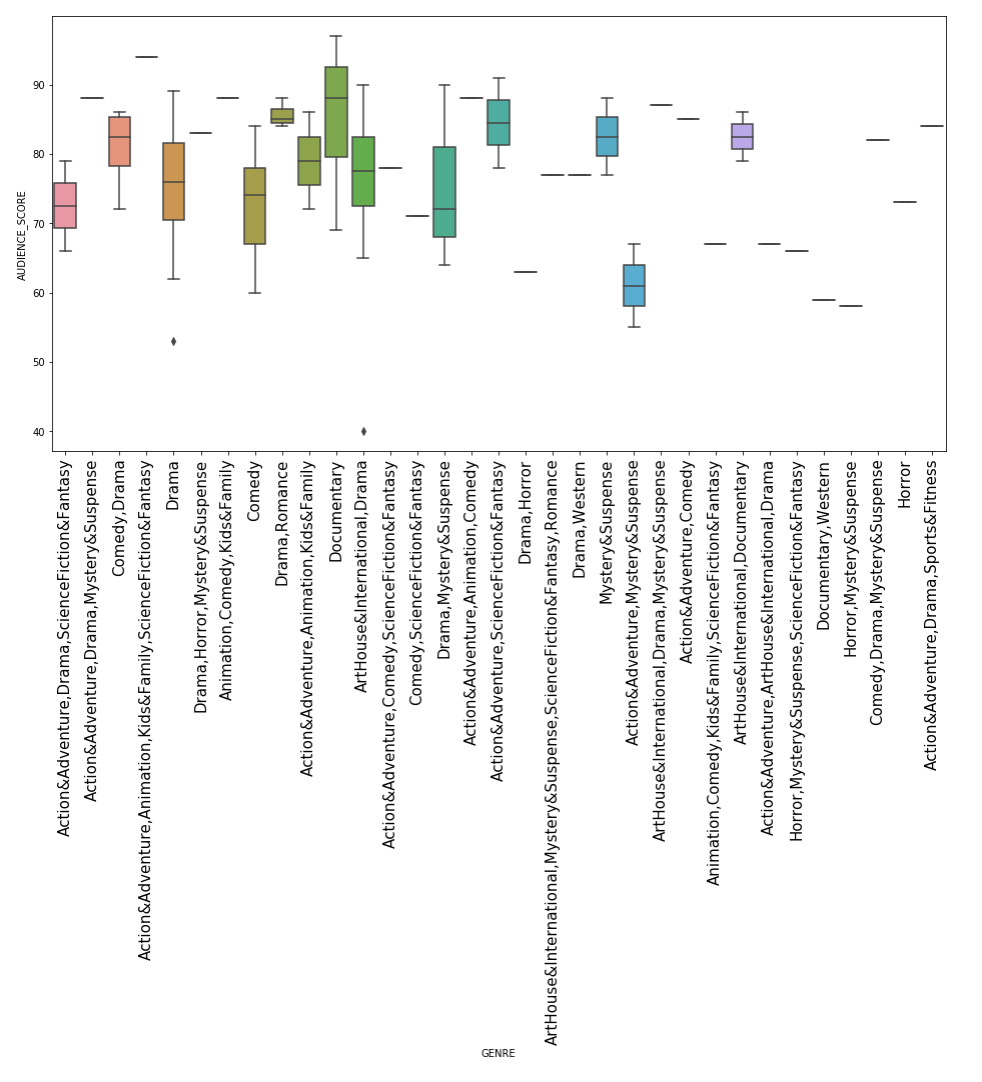 90
80
70
60
50
40
AUDIENCE_SCORE
Action&Adventure,Drama,ScienceFiction&Fantasy
Action&Adventure,Drama,Mystery&Suspense
Comedy,Drama
Action&Adventure,Animation,Kids&Family,ScienceFiction&Fantasy
Drama
Drama,Horror,Mystery&Suspense
Animation,Comedy,Kids&Family
Comedy
Drama,Romance
Action&Adventure,Animation,Kids&Family
Documentary
ArtHouse&International,Drama
Action&Adventure,Comedy,ScienceFiction&Fantasy
Comedy,ScienceFiction&Fantasy
Drama,Mystery&Suspense
Action&Adventure,Animation,Comedy
Action&Adventure,ScienceFiction&Fantasy
Drama,Horror
ArtHouse&International,Mystery&Suspense,ScienceFiction&Fantasy,Romance
Drama,Western
Mystery&Suspense
Action&Adventure,Mystery&Suspense
ArtHouse&International,Drama,Mystery&Suspense
Action&Adventure,Comedy
Animation,Comedy,Kids&Family,ScienceFiction&Fantasy
ArtHouse&International,Documentary
Action&Adventure,ArtHouse&International,Drama
Horror,Mystery&Suspense,ScienceFiction&Fantasy
Documentary,Western
Horror,Mystery&Suspense
Comedy,Drama,Mystery&Suspense
Horror
Action&Adventure,Drama,Sports&Fitness
GENRE